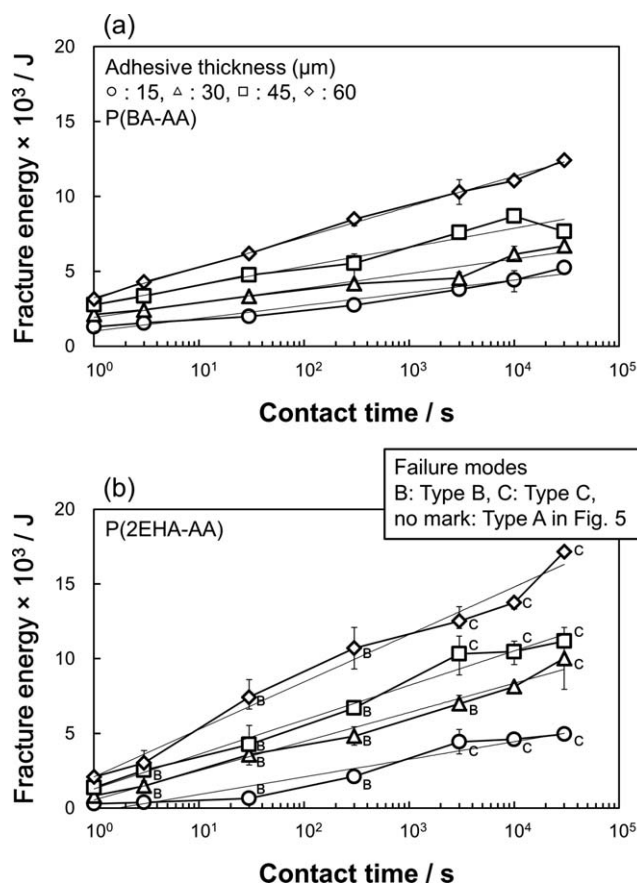 (a)
Adhesive thickness (μm)
○ : 15, △ : 30, □ : 45, ◇ : 60
P(BA-AA)
Fracture energy × 10³ / J
20
15
10
5
0
10⁰ 10¹ 10² 10³ 10⁴ 10⁵
Contact time / s
(b)
Failure modes
B: Type B, C: Type C,
no mark: Type A in Fig. 5
P(2EHA-AA)
Fracture energy × 10³ / J
20
15
10
5
0
C
B C C
B C C C
B B B C
B B C C C
B
10⁰ 10¹ 10² 10³ 10⁴ 10⁵
Contact time / s